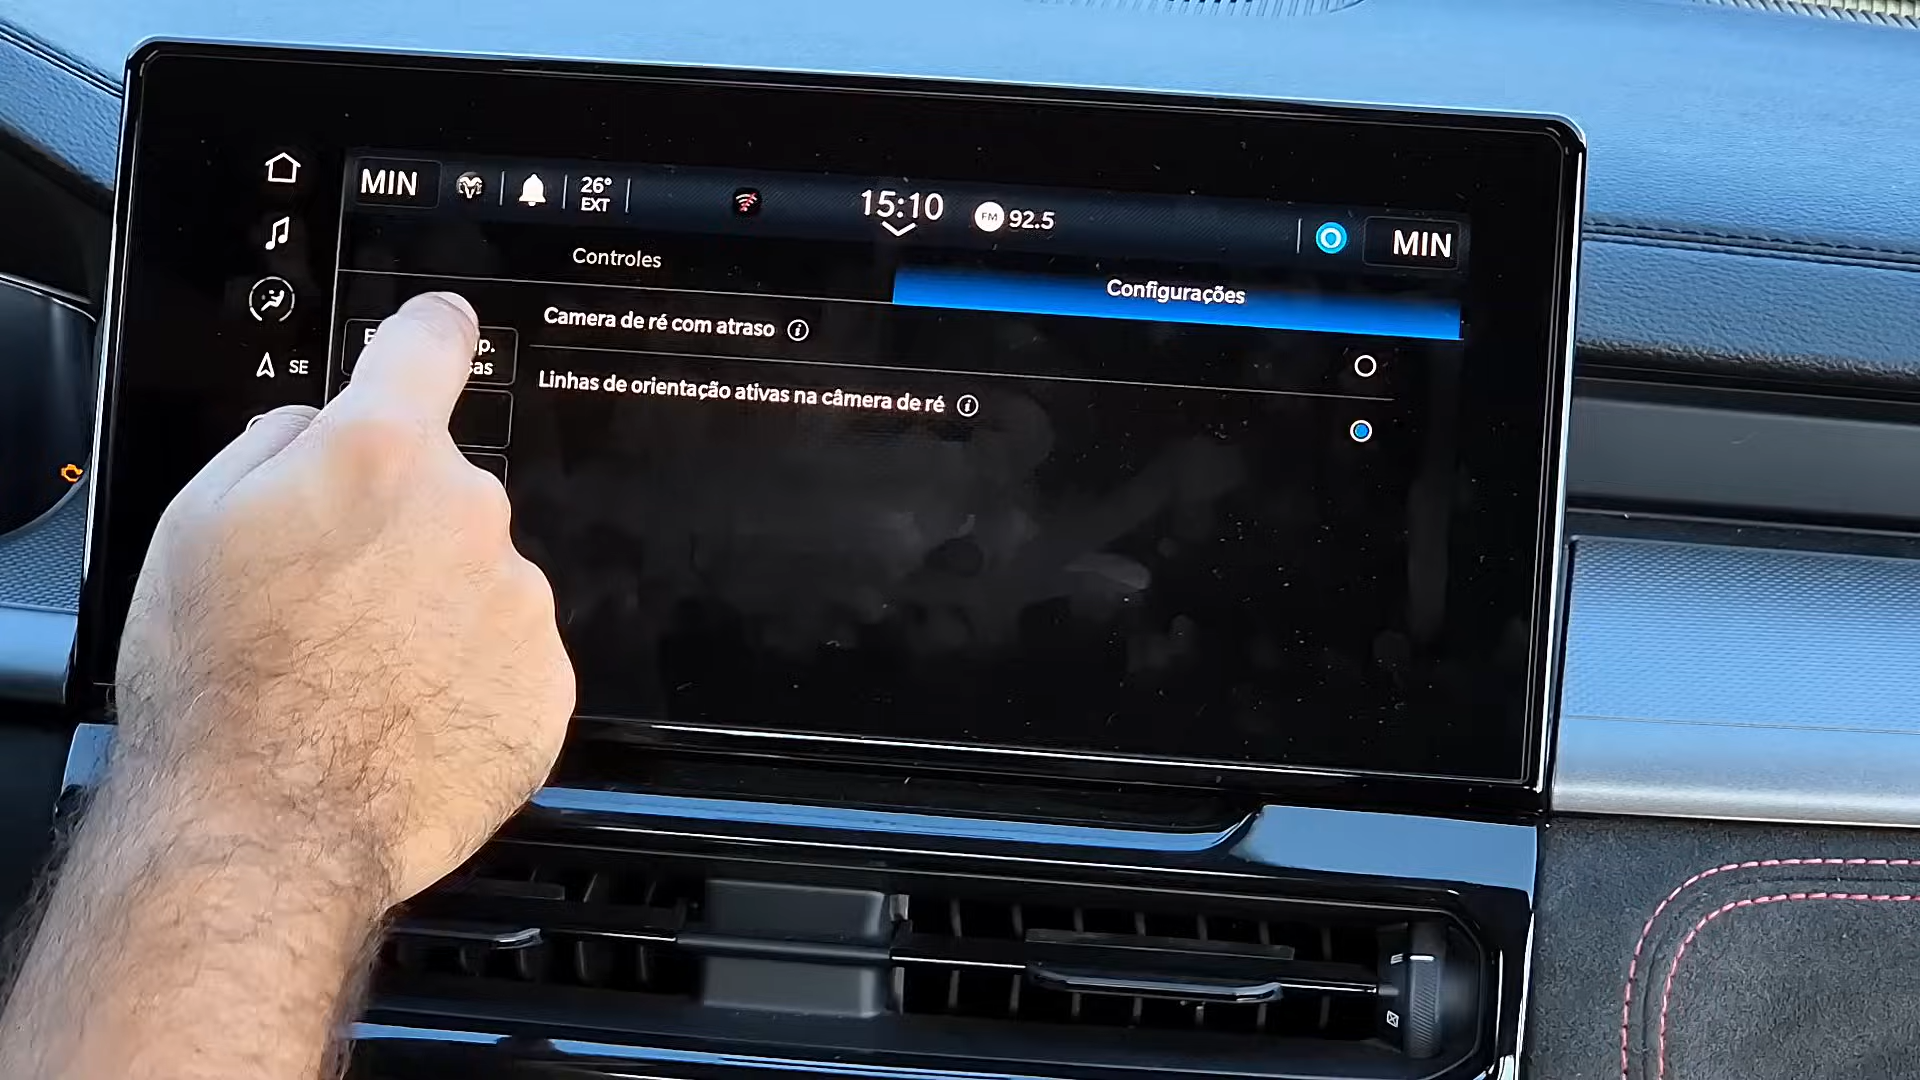 MIN
26°
EXT
15:10
FM 92.5
MIN
Controles
Configurações
Camera de ré com atraso
Linhas de orientação ativas na câmera de ré
SE